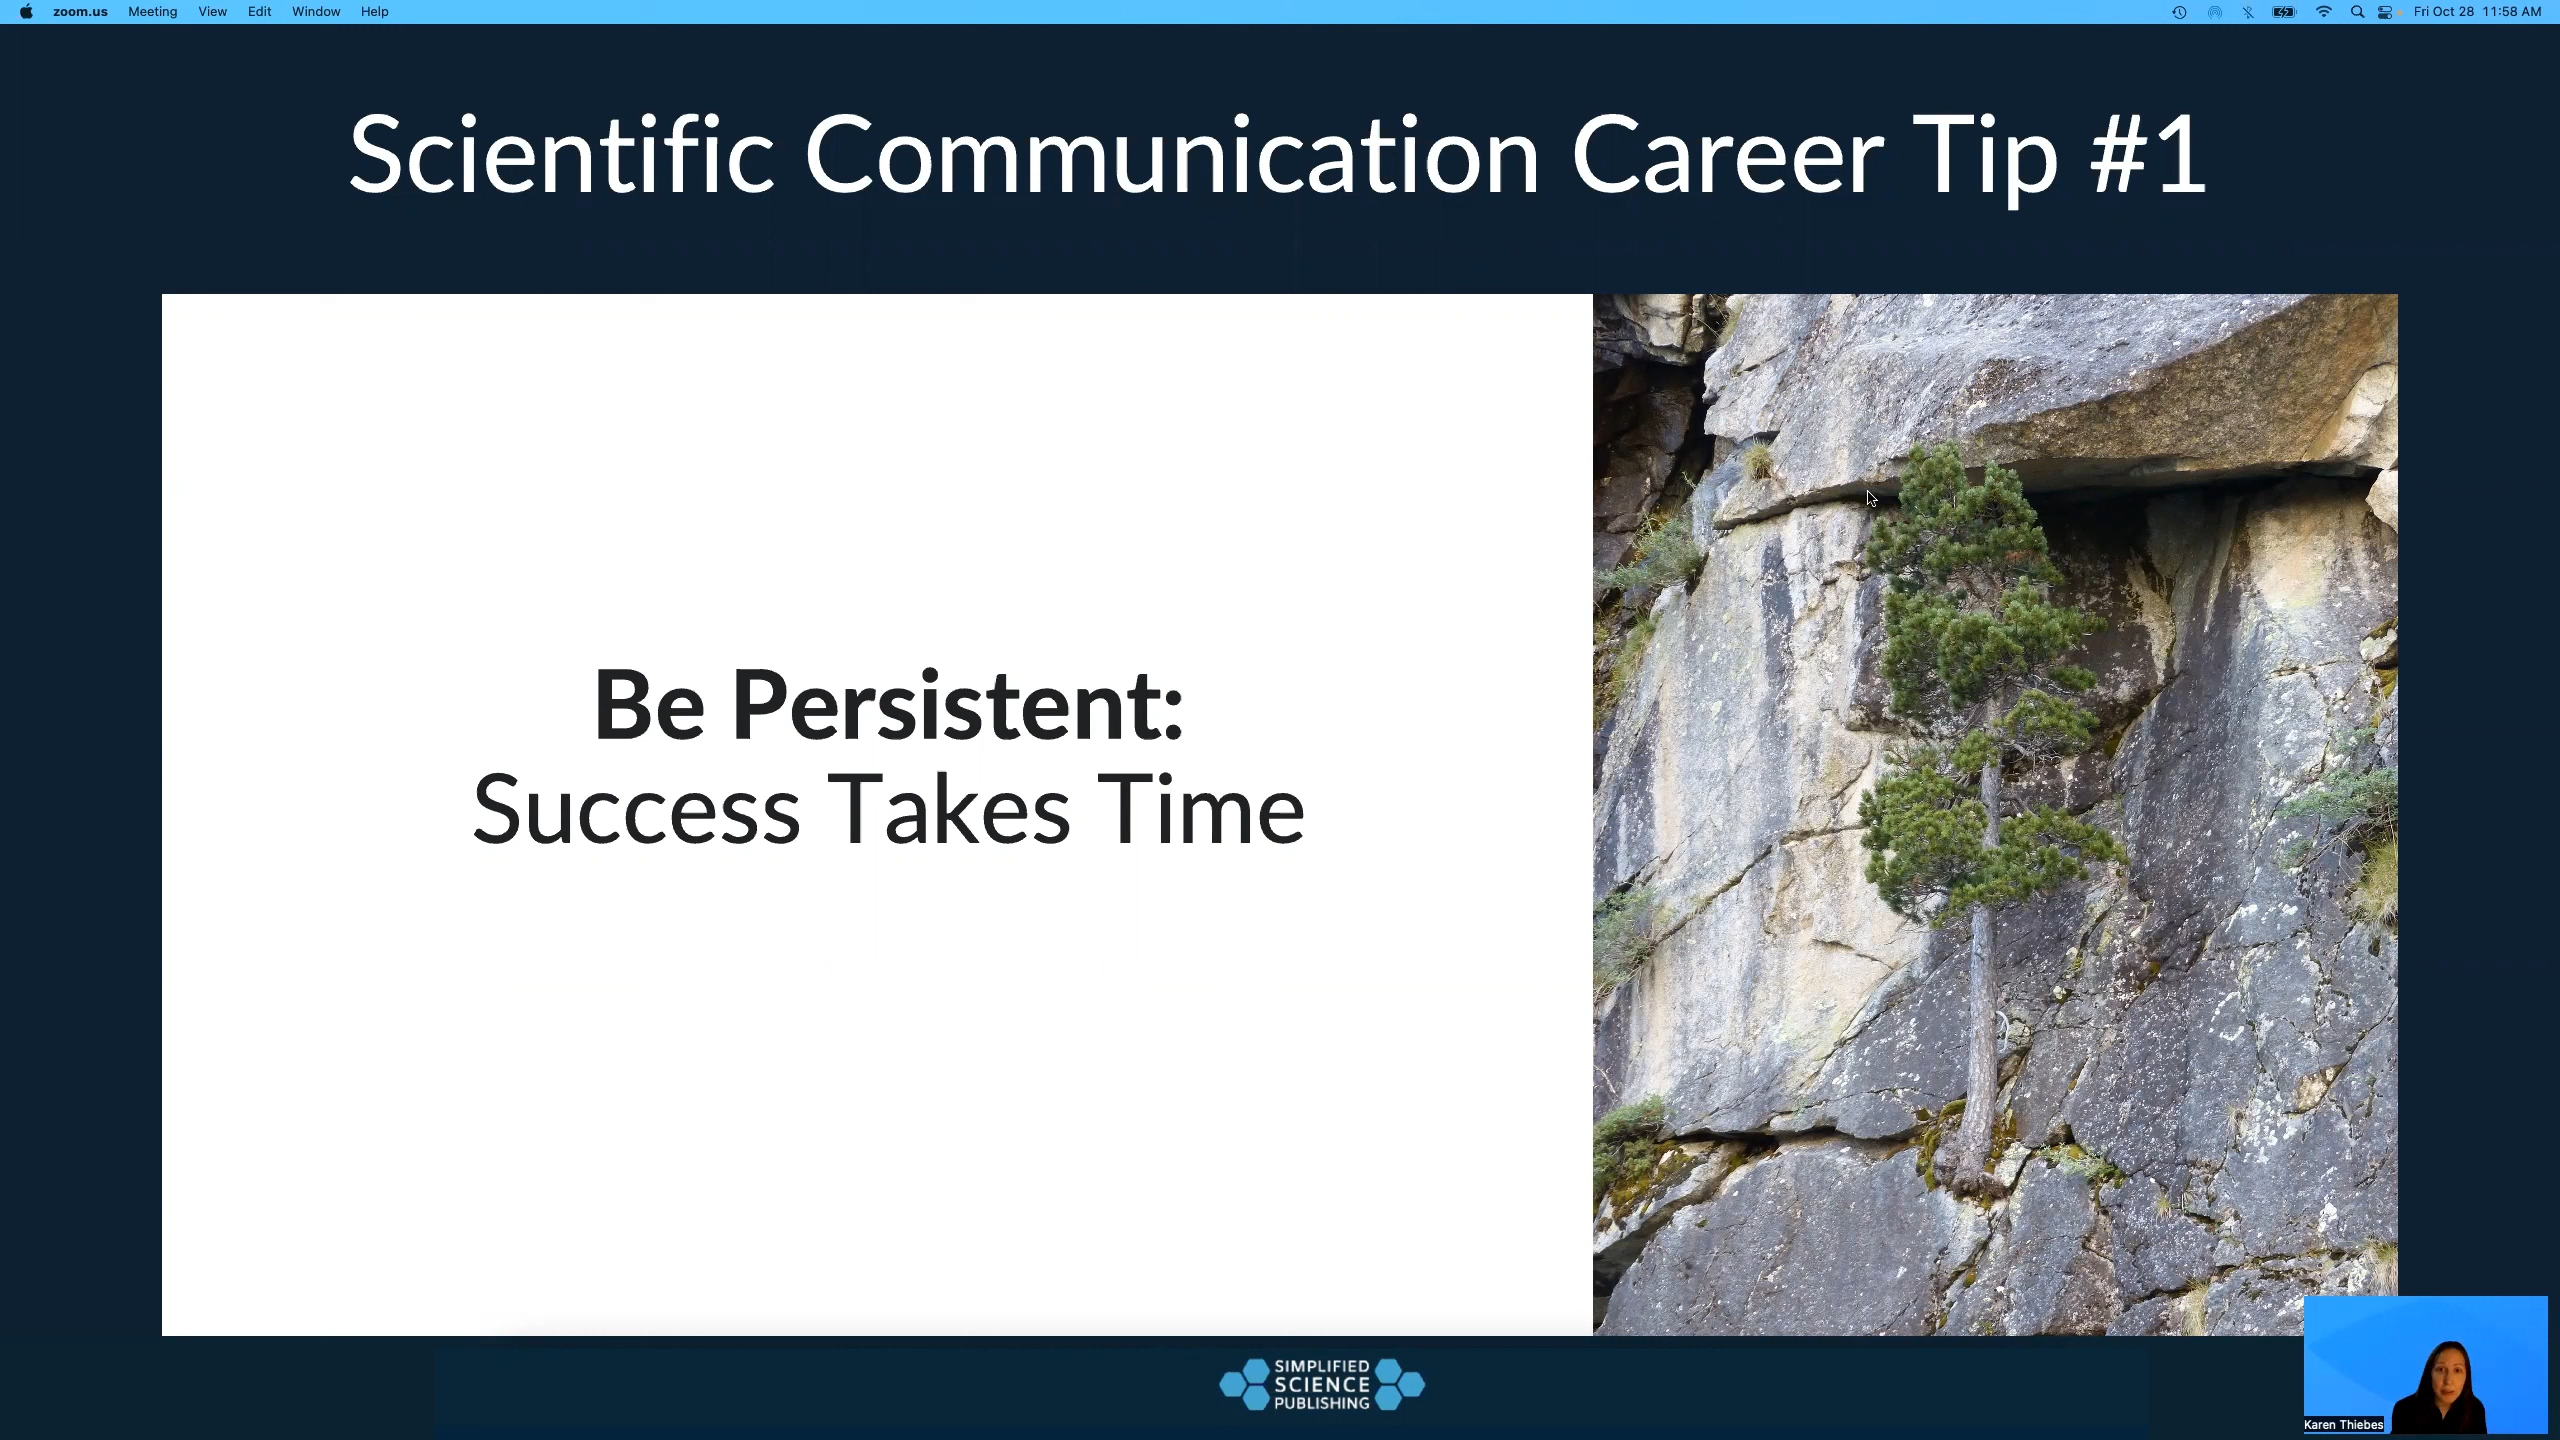 zoom.us Meeting View Edit Window Help
Fri Oct 28 11:58 AM
Scientific Communication Career Tip #1
Be Persistent:
Success Takes Time
SIMPLIFIED
SCIENCE
PUBLISHING
Karen Thiebes